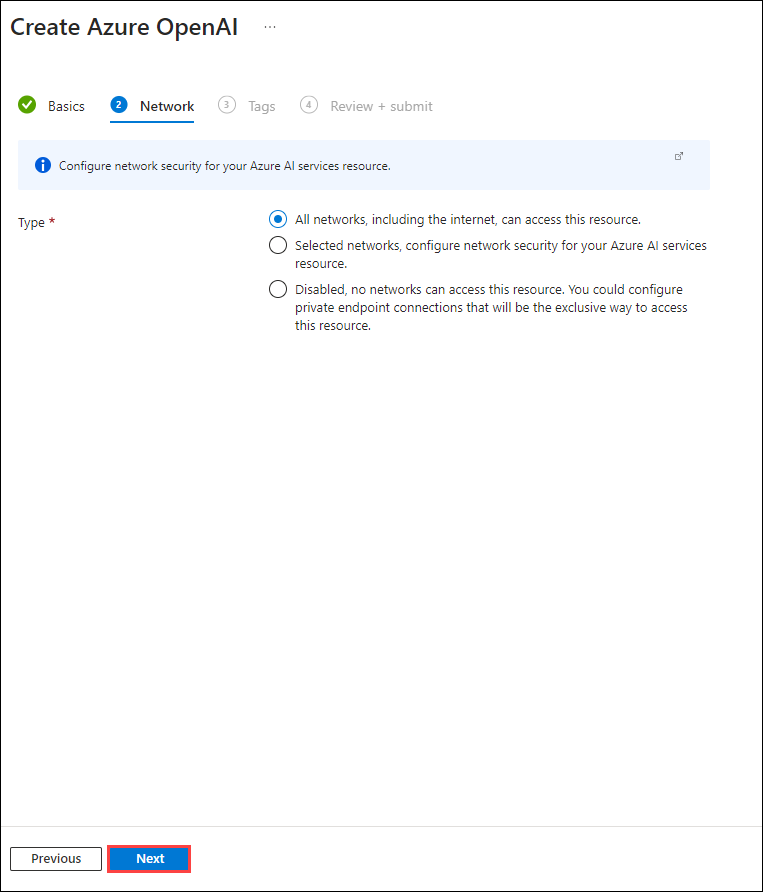 Create Azure OpenAI ...
Basics 2 Network 3 Tags 4 Review + submit
Configure network security for your Azure AI services resource.
Type *
All networks, including the internet, can access this resource.
Selected networks, configure network security for your Azure AI services
resource.
Disabled, no networks can access this resource. You could configure
private endpoint connections that will be the exclusive way to access
this resource.
Previous Next